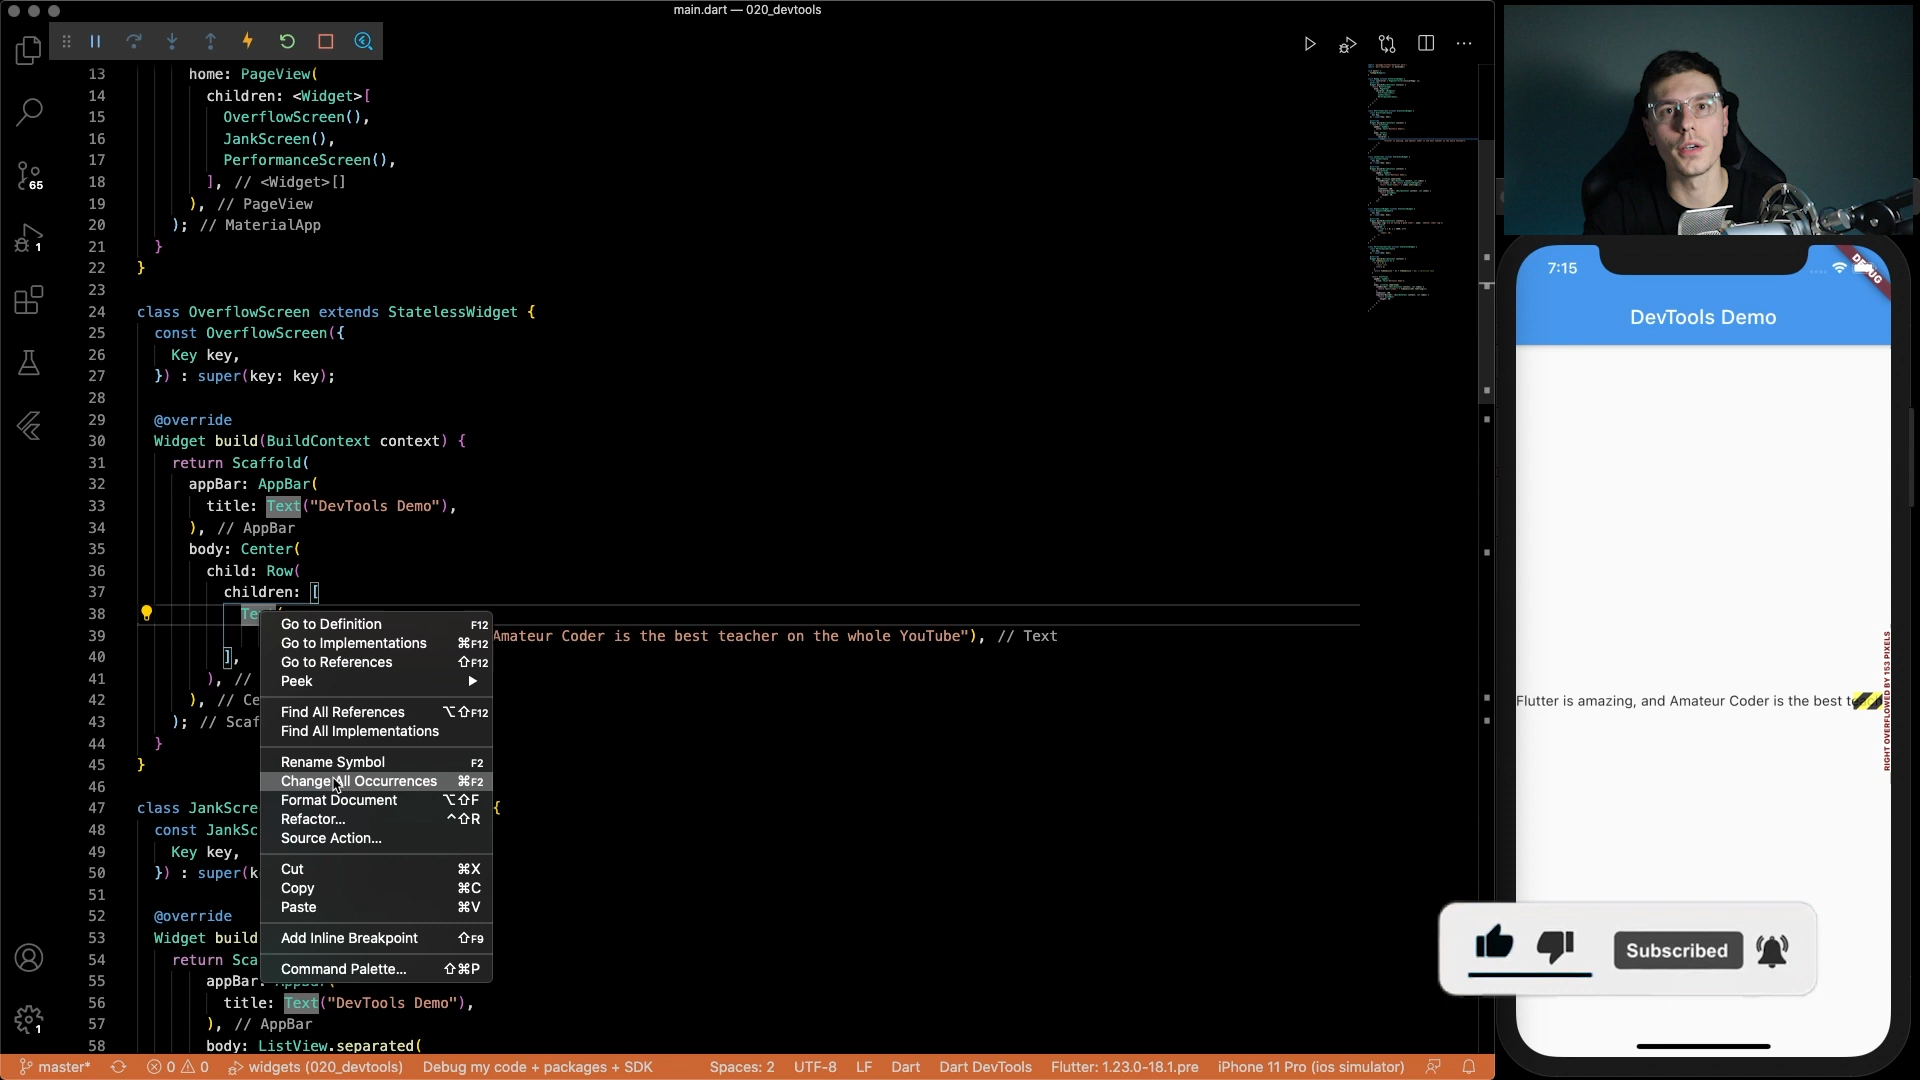 main.dart — 020_devtools
13 home: PageView(
14 children: <Widget>[
15 OverflowScreen(),
16 JankScreen(),
17 PerformanceScreen(),
18 ], // <Widget>[]
19 ), // PageView
20 ); // MaterialApp
21 }
22 }
23
24 class OverflowScreen extends StatelessWidget {
25 const OverflowScreen({
26 Key key,
27 }) : super(key: key);
28
29 @override
30 Widget build(BuildContext context) {
31 return Scaffold(
32 appBar: AppBar(
33 title: Text("DevTools Demo"),
34 ), // AppBar
35 body: Center(
36 child: Row(
37 children: [
38 Te
39 Amateur Coder is the best teacher on the whole YouTube"), // Text
40 ],
41 ), //
42 ), // Ce
43 ); // Scaf
44 }
45 }
46
47 class JankScre {
48 const JankSc
49 Key key,
50 }) : super(k
51
52 @override
53 Widget build
54 return Sca
55 appBar: AppBar(
56 title: Text("DevTools Demo"),
57 ), // AppBar
58 body: ListView.separated(
Go to Definition F12
Go to Implementations ⌘F12
Go to References ⇧F12
Peek
Find All References ⌥⇧F12
Find All Implementations
Rename Symbol F2
Change All Occurrences ⌘F2
Format Document ⌥⇧F
Refactor... ^⇧R
Source Action...
Cut ⌘X
Copy ⌘C
Paste ⌘V
Add Inline Breakpoint ⇧F9
Command Palette... ⇧⌘P
65
1
1
master* 0 0 widgets (020_devtools) Debug my code + packages + SDK Spaces: 2 UTF-8 LF Dart Dart DevTools Flutter: 1.23.0-18.1.pre iPhone 11 Pro (ios simulator)
7:15
DEBUG
DevTools Demo
Flutter is amazing, and Amateur Coder is the best teach
RIGHT OVERFLOWED BY 153 PIXELS
Subscribed